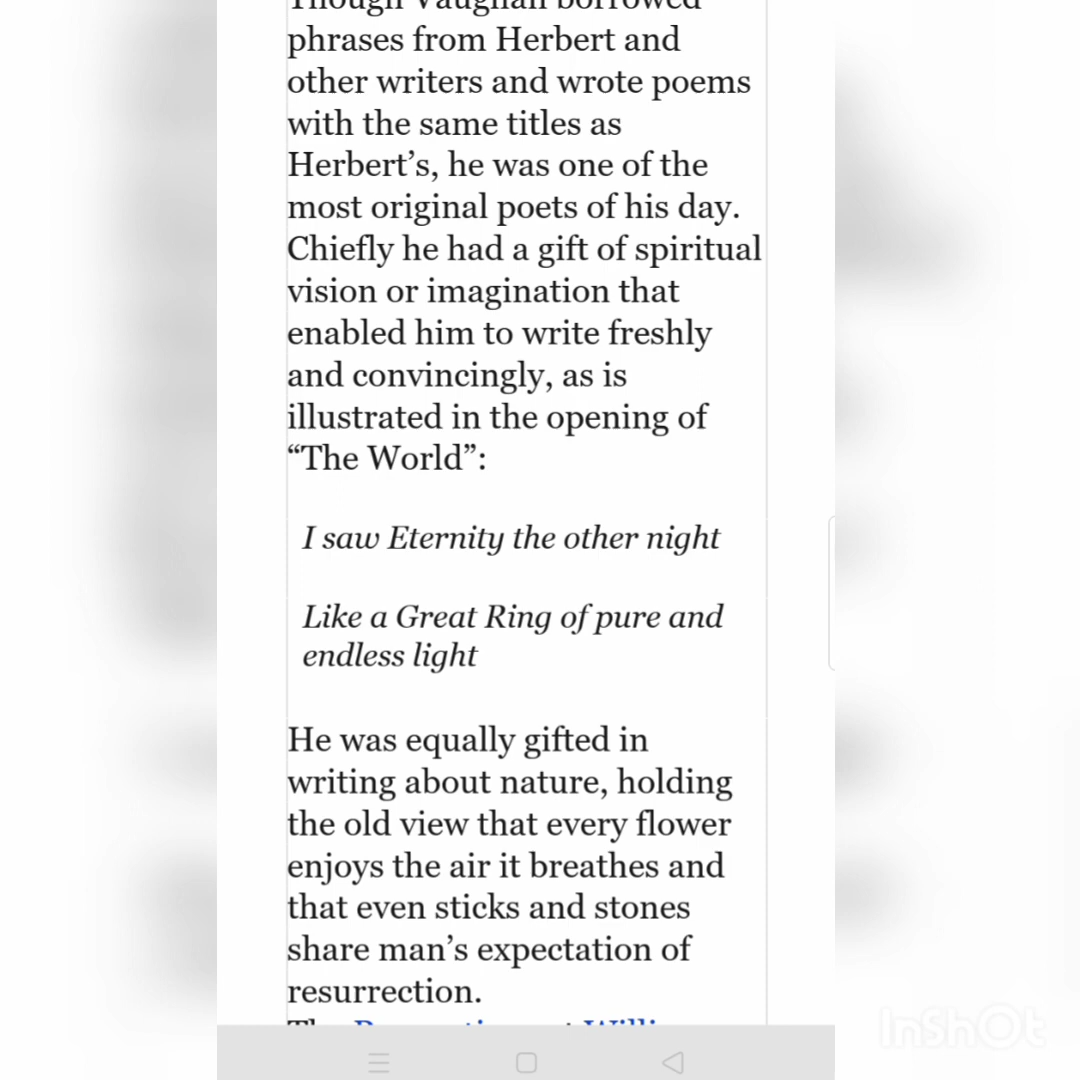 Though Vaughan borrowed
phrases from Herbert and
other writers and wrote poems
with the same titles as
Herbert’s, he was one of the
most original poets of his day.
Chiefly he had a gift of spiritual
vision or imagination that
enabled him to write freshly
and convincingly, as is
illustrated in the opening of
“The World”:
I saw Eternity the other night
Like a Great Ring of pure and
endless light
He was equally gifted in
writing about nature, holding
the old view that every flower
enjoys the air it breathes and
that even sticks and stones
share man’s expectation of
resurrection.
InShOt